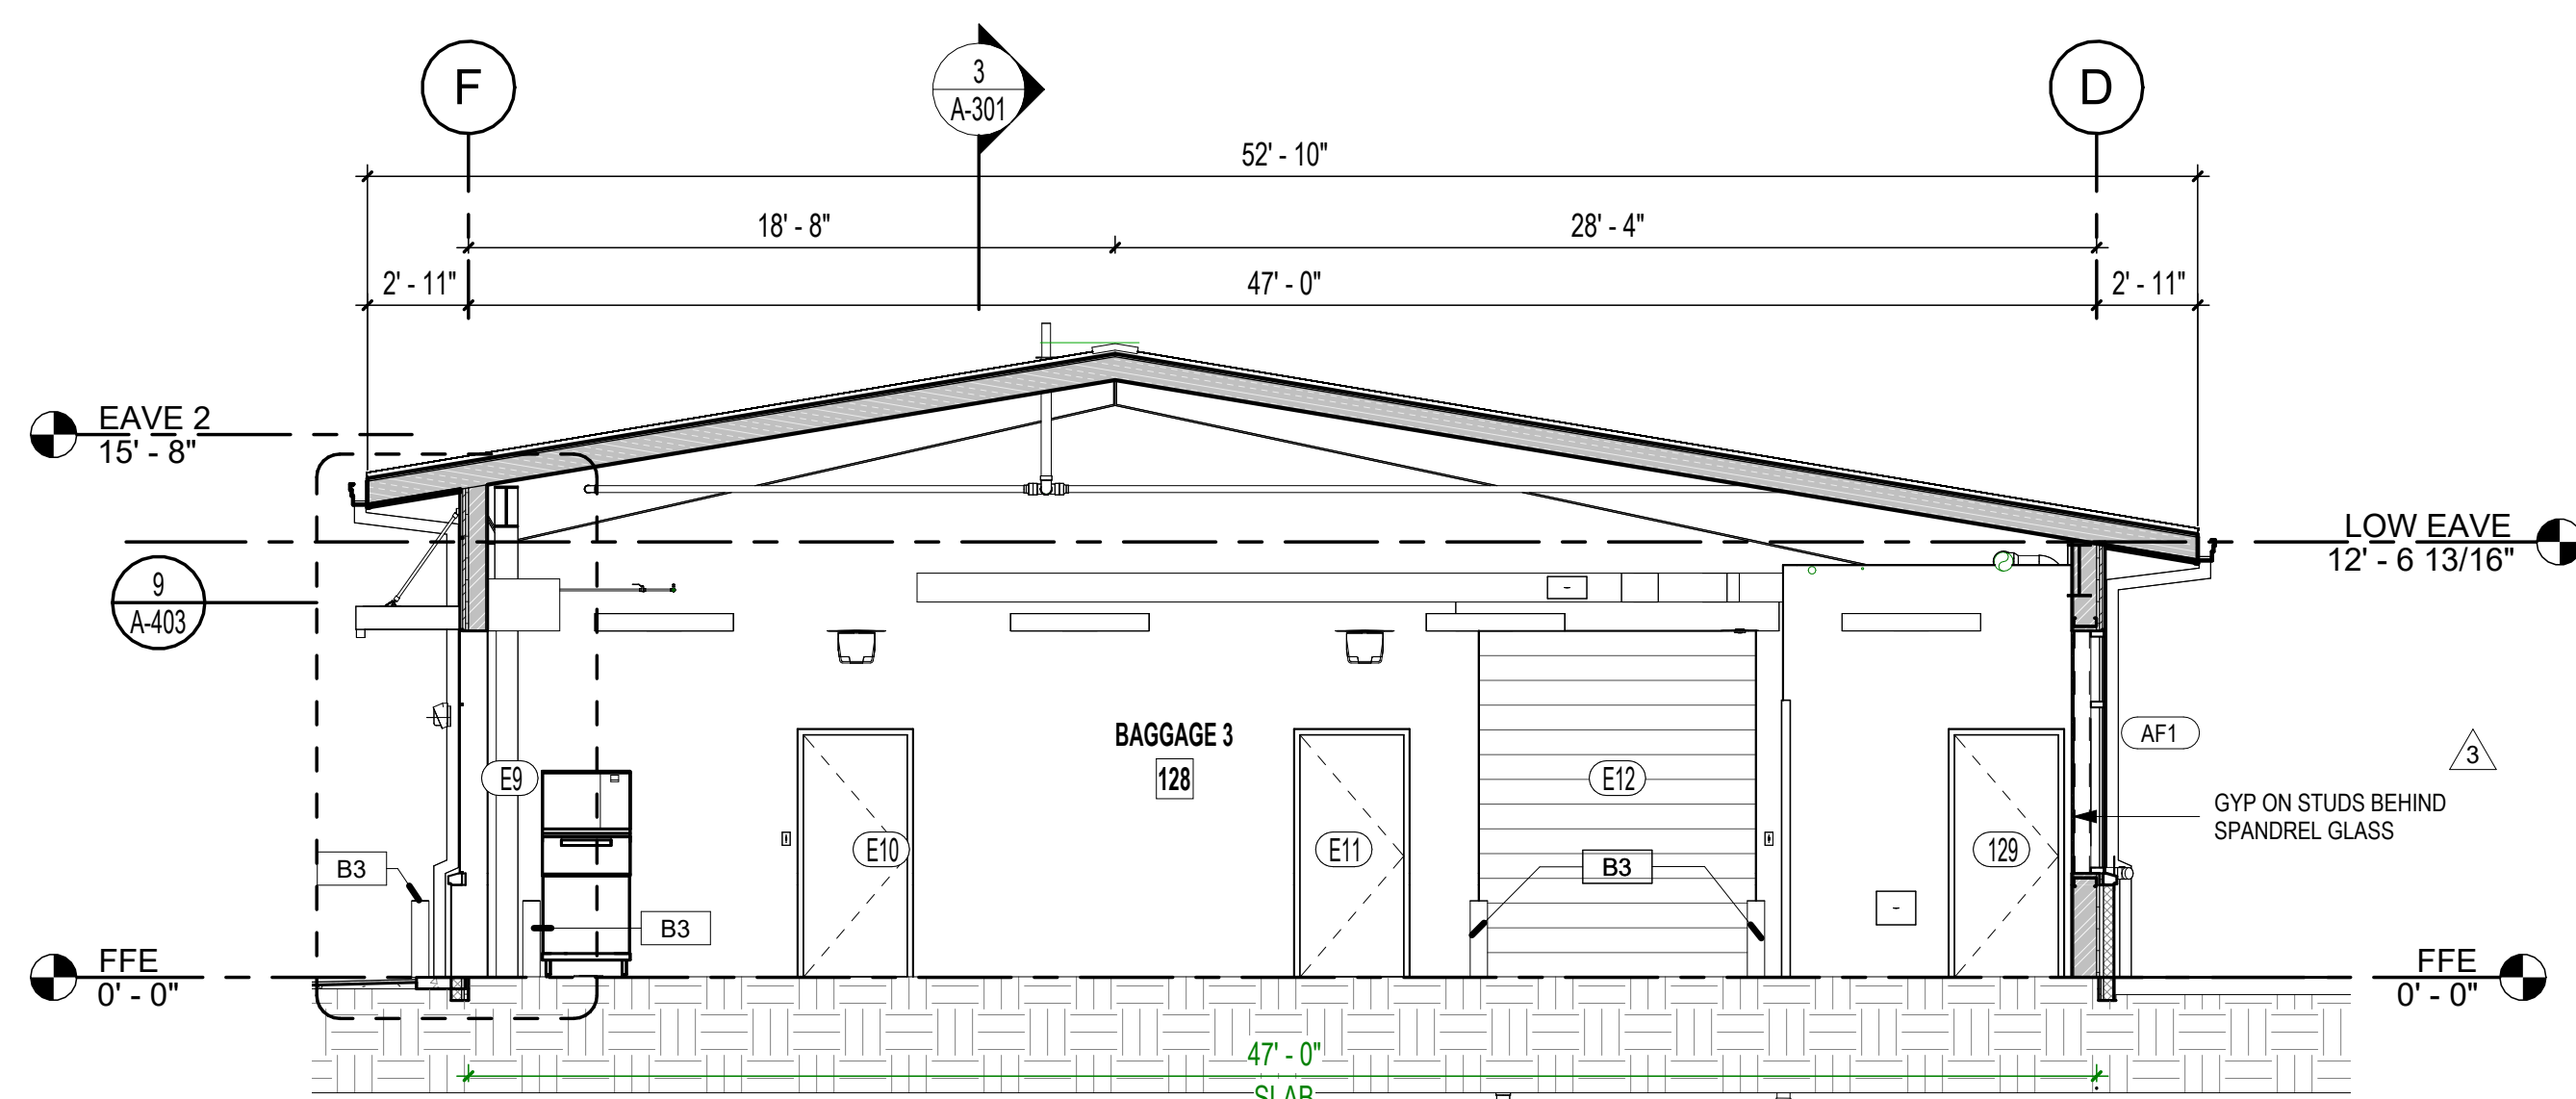 F
3
A-301
D
52' - 10"
18' - 8"
28' - 4"
2' - 11"
47' - 0"
2' - 11"
EAVE 2
15' - 8"
LOW EAVE
12' - 6 13/16"
9
A-403
BAGGAGE 3
128
E9
E10
E11
E12
129
AF1
3
GYP ON STUDS BEHIND
SPANDREL GLASS
B3
B3
B3
FFE
0' - 0"
FFE
0' - 0"
47' - 0"
SLAB